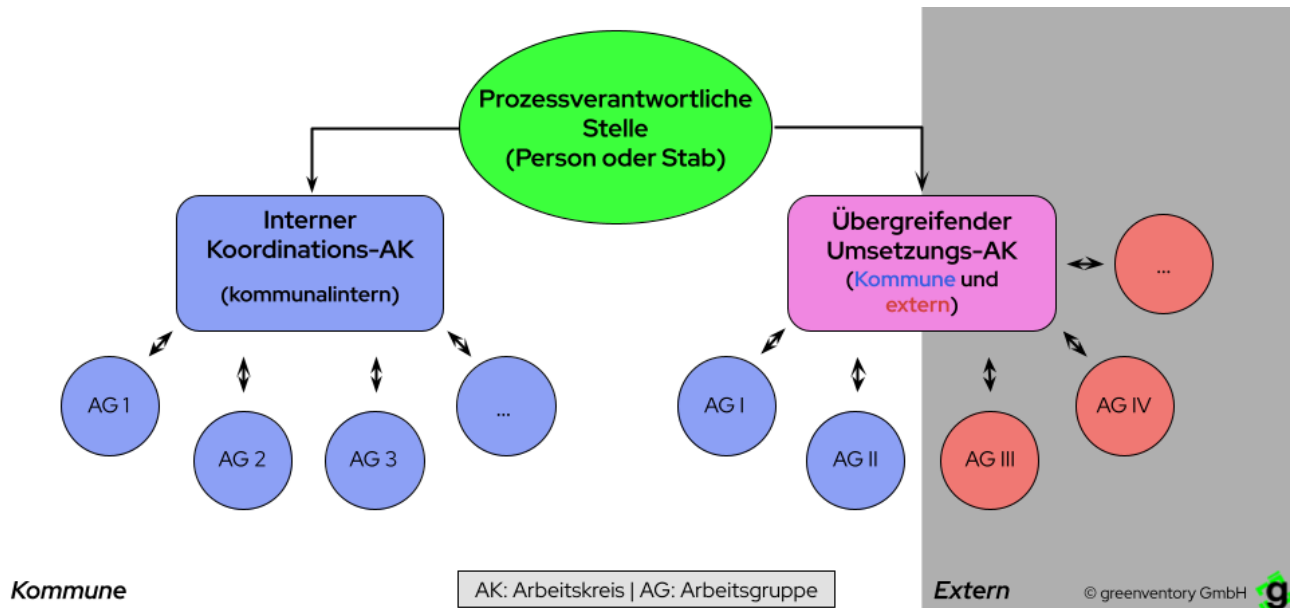 Prozessverantwortliche
Stelle
(Person oder Stab)
Interner
Koordinations-AK
(kommunalintern)
Übergreifender
Umsetzungs-AK
(Kommune und
extern)
...
AG 1
AG 2
AG 3
...
AG I
AG II
AG III
AG IV
Kommune
AK: Arbeitskreis | AG: Arbeitsgruppe
Extern
© greenventory GmbH
g